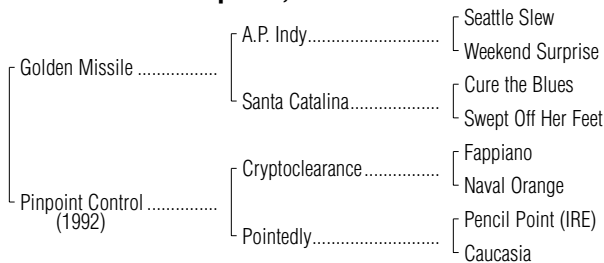 Seattle Slew
A.P. Indy
Weekend Surprise
Golden Missile
Cure the Blues
Santa Catalina
Swept Off Her Feet
Fappiano
Cryptoclearance
Naval Orange
Pinpoint Control
(1992)
Pencil Point (IRE)
Pointedly
Caucasia